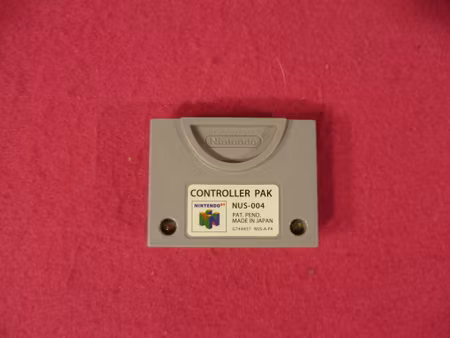 Nintendo
CONTROLLER PAK
NINTENDO64
NUS-004
PAT. PEND.
MADE IN JAPAN